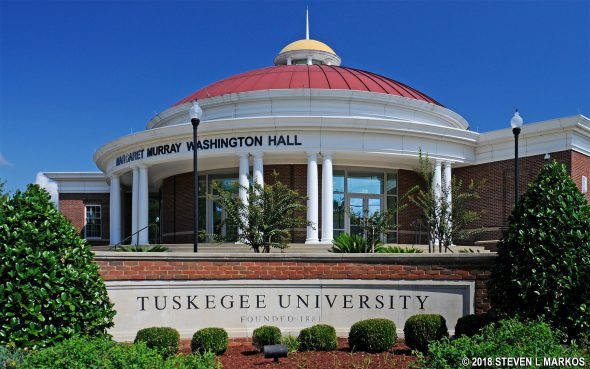 MARGARET MURRAY WASHINGTON HALL
TUSKEGEE UNIVERSITY
FOUNDED 1881
©2018 STEVEN L MARKOS